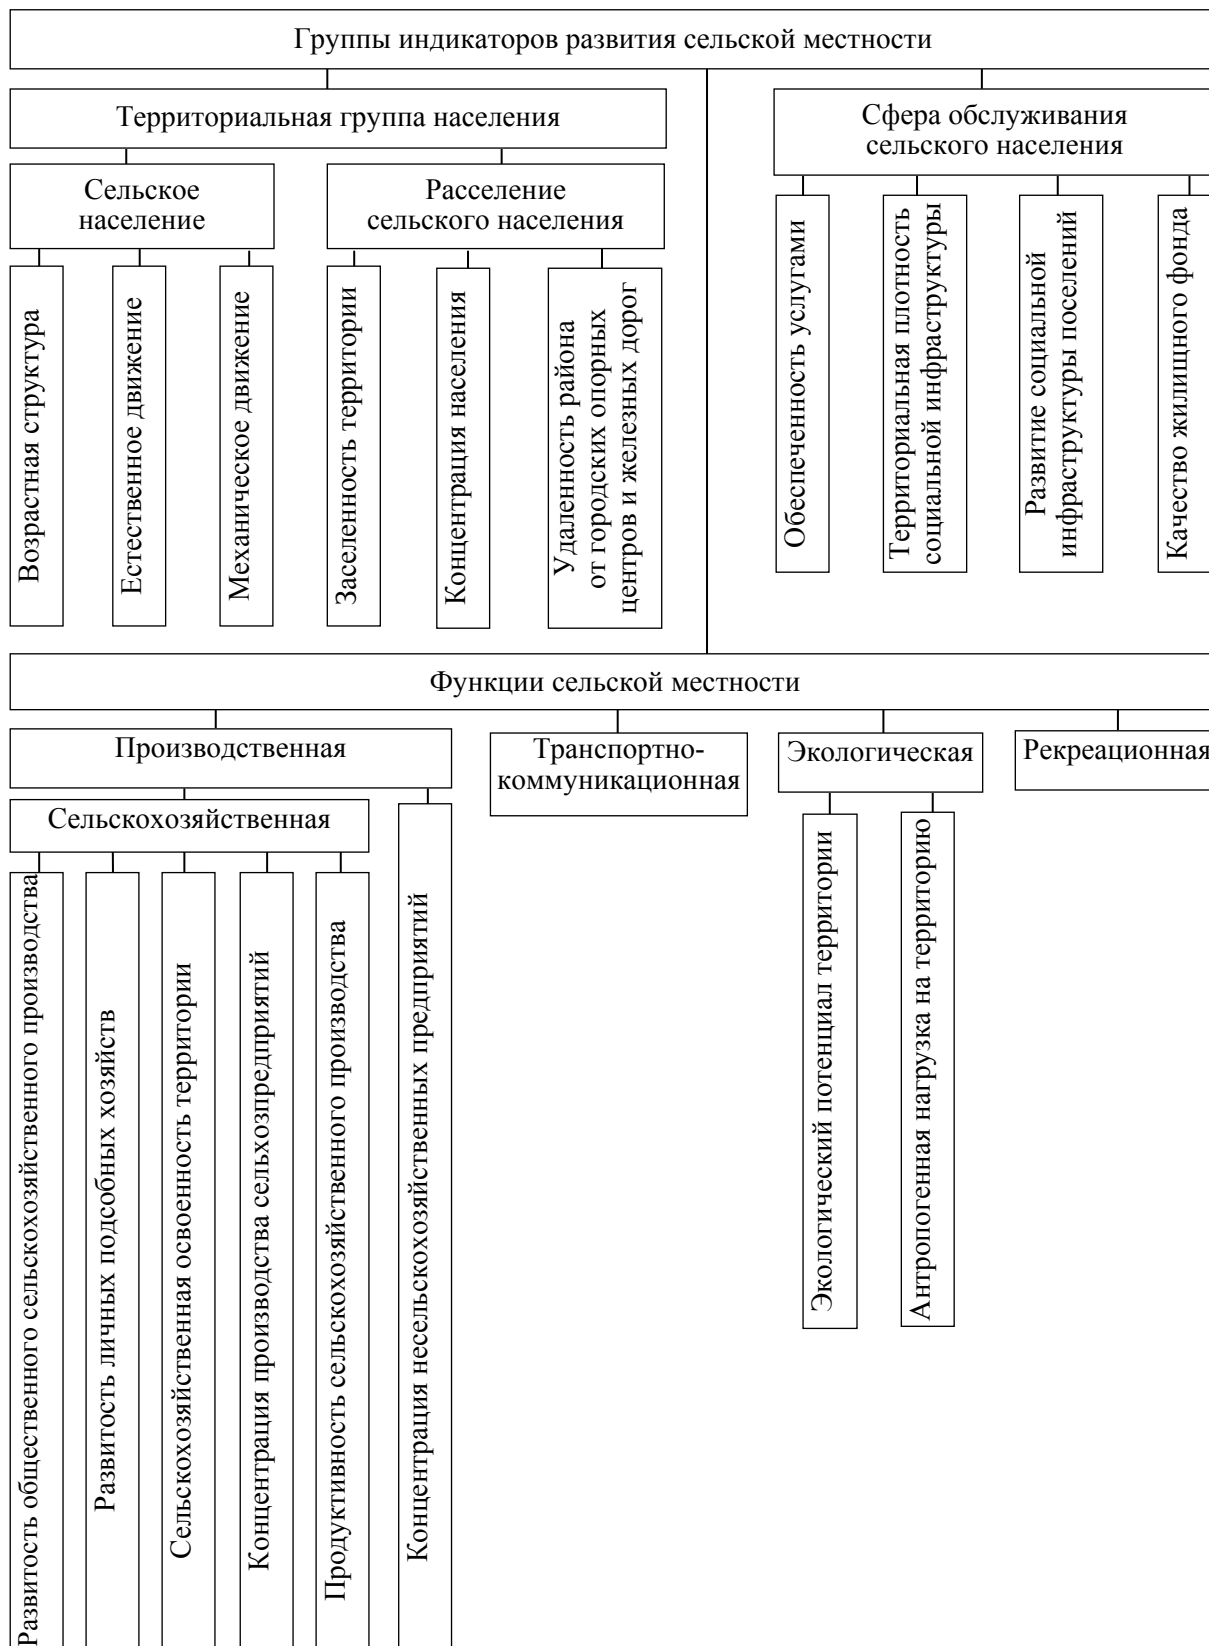 Группы индикаторов развития сельской местности
Территориальная группа населения
Сфера обслуживания
сельского населения
Сельское
население
Расселение
сельского населения
Возрастная структура
Естественное движение
Механическое движение
Заселенность территории
Концентрация населения
Удаленность района
от городских опорных
центров и железных дорог
Обеспеченность услугами
Территориальная плотность
социальной инфраструктуры
Развитие социальной
инфраструктуры поселений
Качество жилищного фонда
Функции сельской местности
Производственная
Транспортно-
коммуникационная
Экологическая
Рекреационная
Сельскохозяйственная
Развитость общественного сельскохозяйственного производства
Развитость личных подсобных хозяйств
Сельскохозяйственная освоенность территории
Концентрация производства сельхозпредприятий
Продуктивность сельскохозяйственного производства
Концентрация несельскохозяйственных предприятий
Экологический потенциал территории
Антропогенная нагрузка на территорию